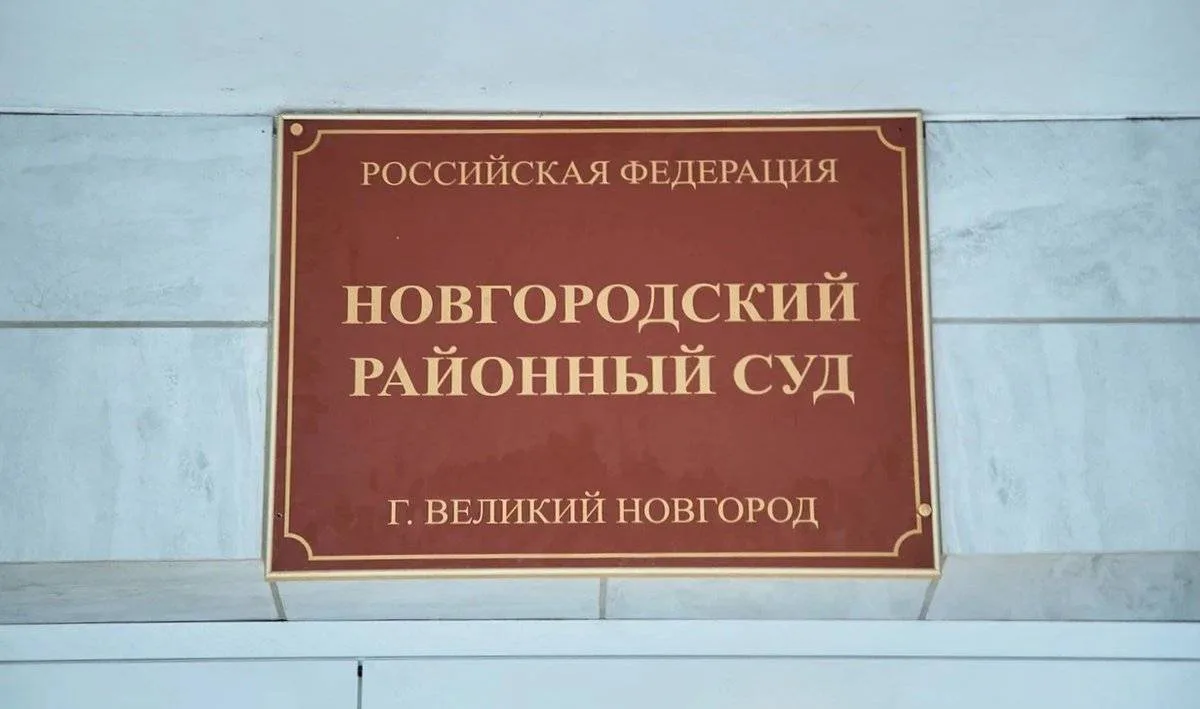 РОССИЙСКАЯ ФЕДЕРАЦИЯ
НОВГОРОДСКИЙ
РАЙОННЫЙ СУД
Г. ВЕЛИКИЙ НОВГОРОД